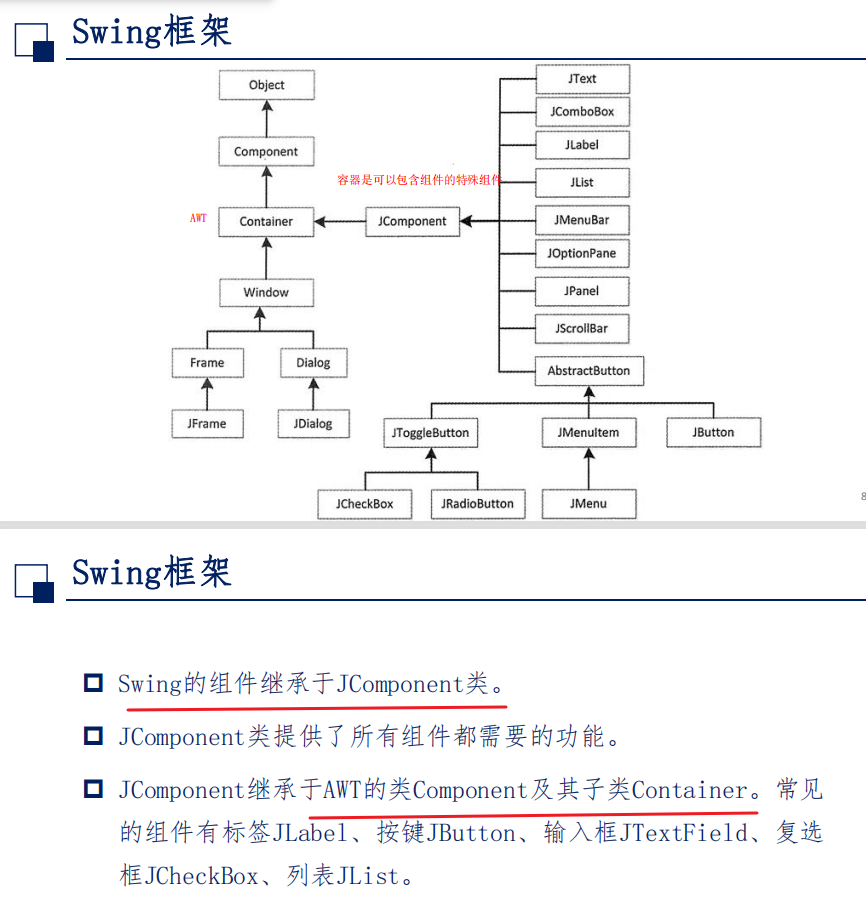 Swing框架
Object
JText
JComboBox
Component
JLabel
容器是可以包含组件的特殊组件
JList
AWT
Container
JComponent
JMenuBar
JOptionPane
Window
JPanel
JScrollBar
Frame
Dialog
AbstractButton
JFrame
JDialog
JToggleButton
JMenuItem
JButton
JCheckBox
JRadioButton
JMenu
8
Swing框架
Swing的组件继承于JComponent类。
JComponent类提供了所有组件都需要的功能。
JComponent继承于AWT的类Component及其子类Container。常见
的组件有标签JLabel、按键JButton、输入框JTextField、复选
框JCheckBox、列表JList。